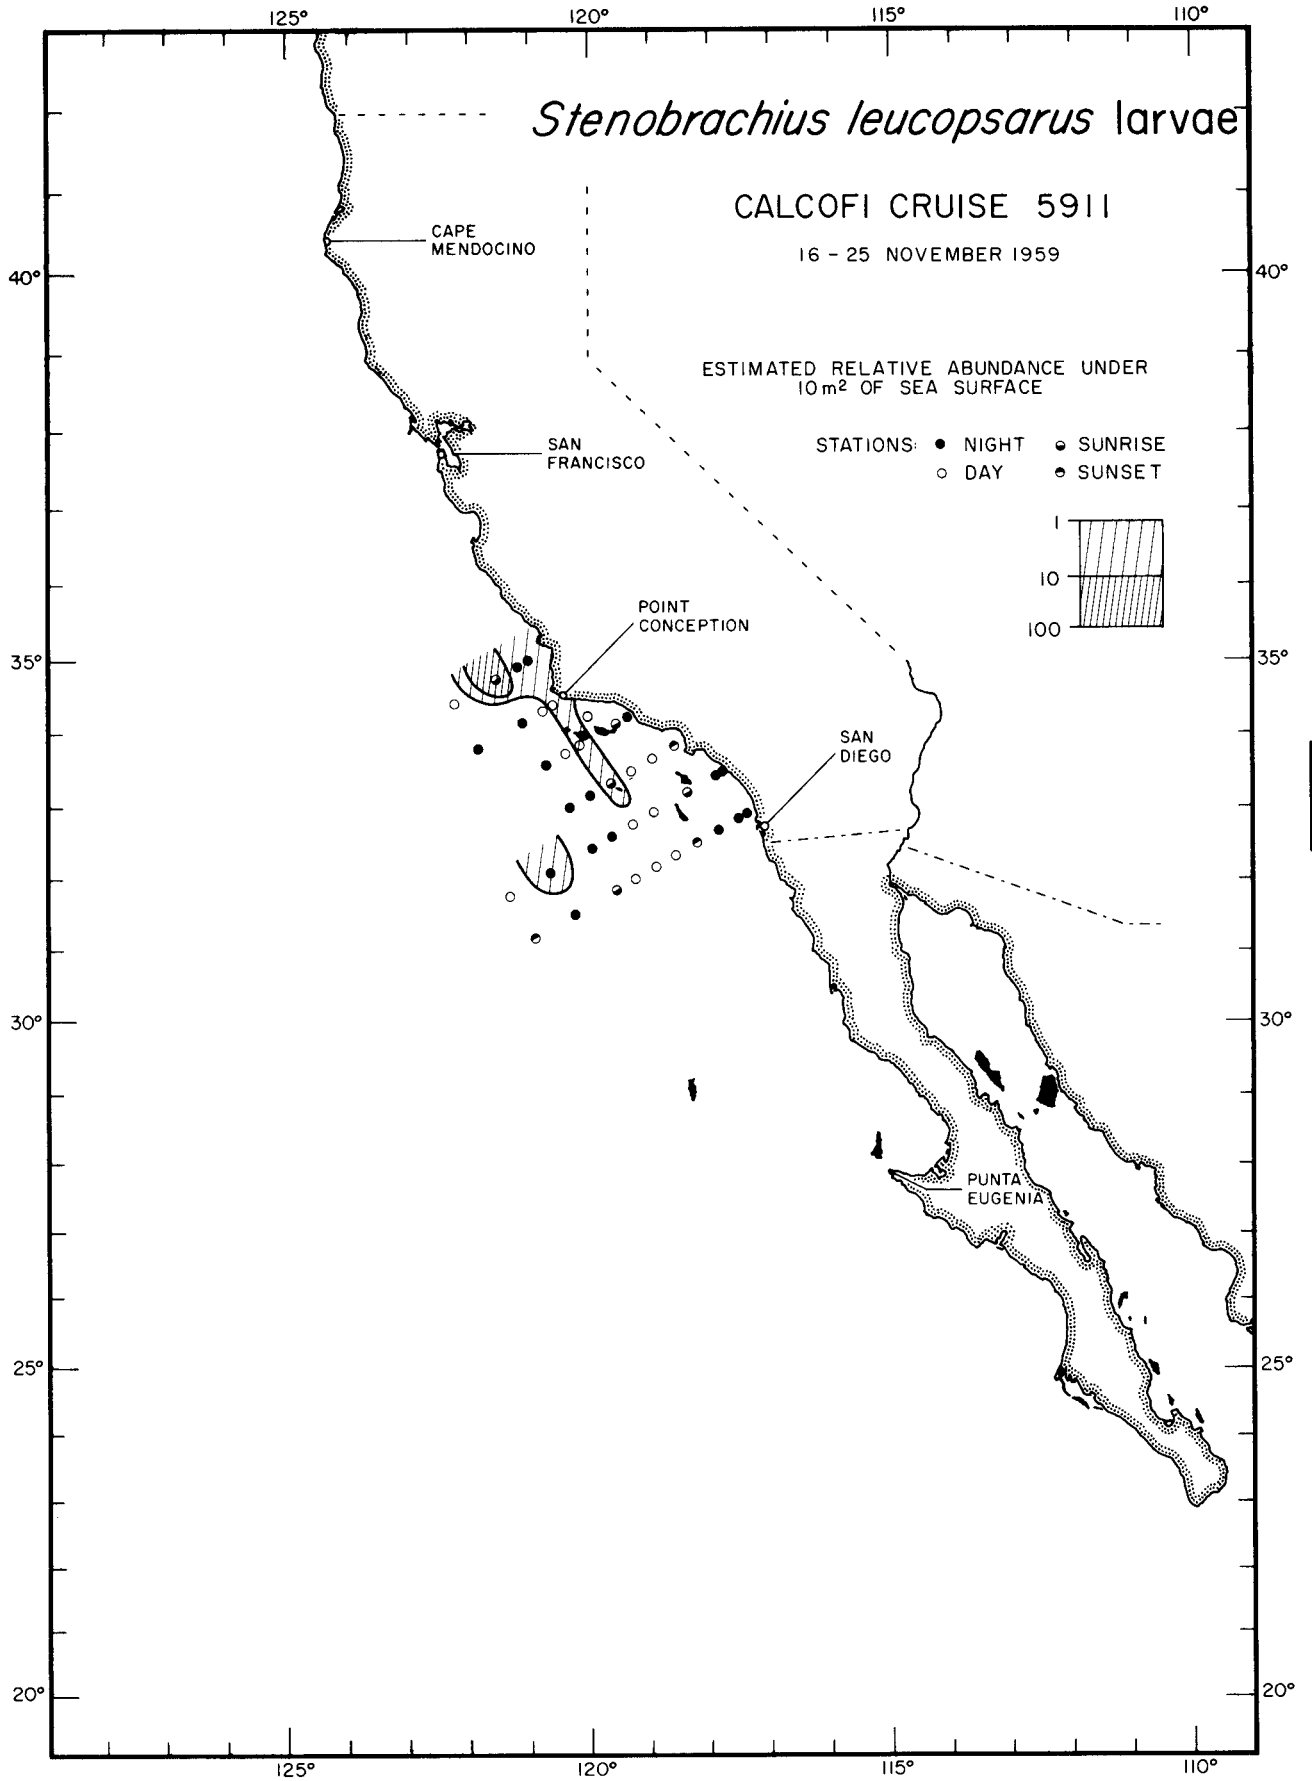 125° 120° 115° 110°
Stenobrachius leucopsarus larvae
CALCOFI CRUISE 5911
16 - 25 NOVEMBER 1959
CAPE
MENDOCINO
40° 40°
ESTIMATED RELATIVE ABUNDANCE UNDER
10 m² OF SEA SURFACE
STATIONS: NIGHT SUNRISE
DAY SUNSET
SAN
FRANCISCO
1
10
100
POINT
CONCEPTION
35° 35°
SAN
DIEGO
30° 30°
PUNTA
EUGENIA
25° 25°
20° 20°
125° 120° 115° 110°